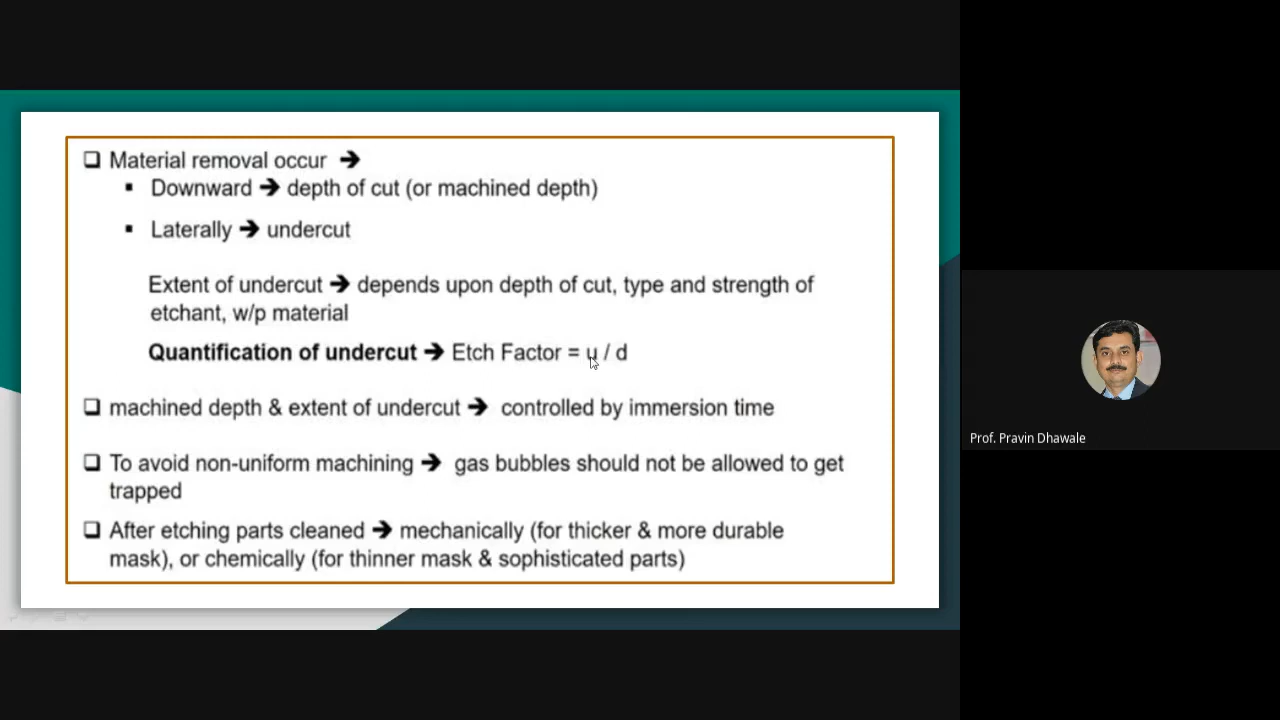 Material removal occur →
Downward → depth of cut (or machined depth)
Laterally → undercut
Extent of undercut → depends upon depth of cut, type and strength of
etchant, w/p material
Quantification of undercut → Etch Factor = u / d
machined depth & extent of undercut → controlled by immersion time
To avoid non-uniform machining → gas bubbles should not be allowed to get
trapped
After etching parts cleaned → mechanically (for thicker & more durable
mask), or chemically (for thinner mask & sophisticated parts)
Prof. Pravin Dhawale